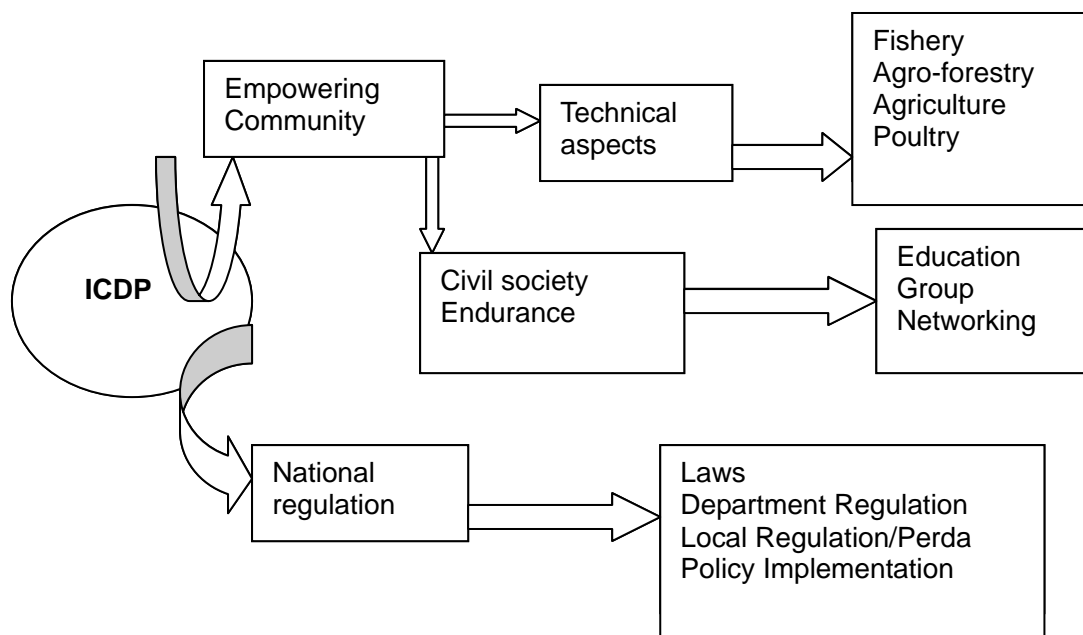 Fishery
Agro-forestry
Agriculture
Poultry
Empowering
Community
Technical
aspects
ICDP
Civil society
Endurance
Education
Group
Networking
National
regulation
Laws
Department Regulation
Local Regulation/Perda
Policy Implementation